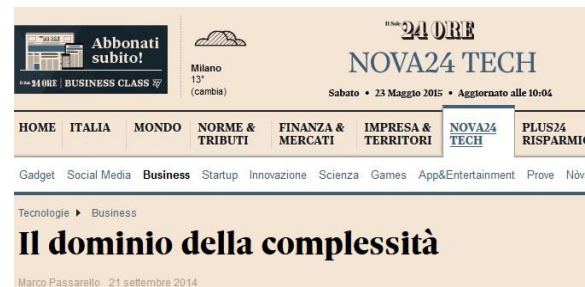 Abbonati
subito!
24 ORE | BUSINESS CLASS
Milano
13°
(cambia)
Il Sole
24 ORE
NOVA24 TECH
Sabato • 23 Maggio 2015 • Aggiornato alle 10:04
HOME ITALIA MONDO NORME & TRIBUTI FINANZA & MERCATI IMPRESA & TERRITORI NOVA24 TECH PLUS24
Gadget Social Media Business Startup Innovazione Scienza Games App&Entertainment Prove
Tecnologie ▸ Business
Il dominio della complessità
Marco Passarello 21 settembre 2014